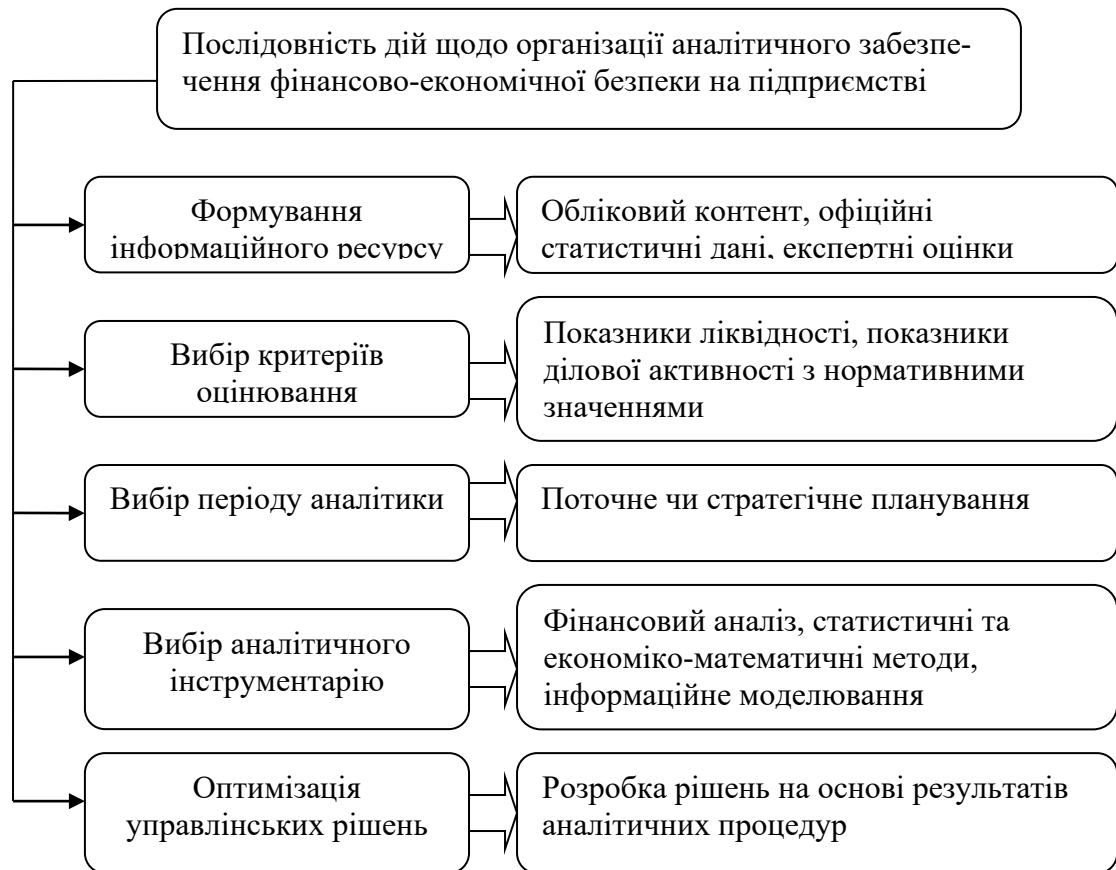 Послідовність дій щодо організації аналітичного забезпе-
чення фінансово-економічної безпеки на підприємстві
Формування
інформаційного ресурсу
Обліковий контент, офіційні
статистичні дані, експертні оцінки
Вибір критеріїв
оцінювання
Показники ліквідності, показники
ділової активності з нормативними
значеннями
Вибір періоду аналітики
Поточне чи стратегічне планування
Вибір аналітичного
інструментарію
Фінансовий аналіз, статистичні та
економіко-математичні методи,
інформаційне моделювання
Оптимізація
управлінських рішень
Розробка рішень на основі результатів
аналітичних процедур